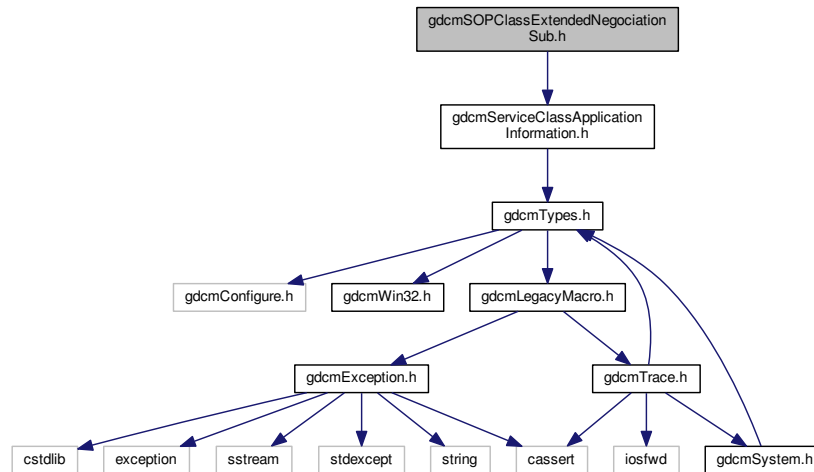 gdcmSOPClassExtendedNegociation
Sub.h
gdcmServiceClassApplication
Information.h
gdcmTypes.h
gdcmConfigure.h
gdcmWin32.h
gdcmLegacyMacro.h
gdcmException.h
gdcmTrace.h
cstdlib
exception
sstream
stdexcept
string
cassert
iosfwd
gdcmSystem.h